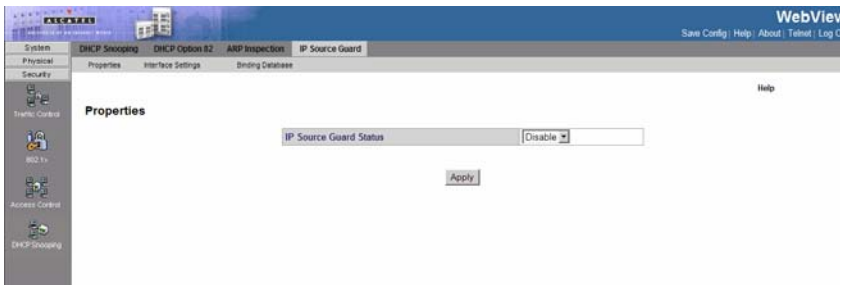 ALCATEL
WebView
Save Config | Help | About | Telnet | Log O
System
DHCP Snooping DHCP Option 82 ARP Inspection IP Source Guard
Physical
Properties Interface Settings Binding Database
Security
Help
Traffic Control
Properties
IP Source Guard Status Disable
802.1x
Apply
Access Control
DHCP Snooping